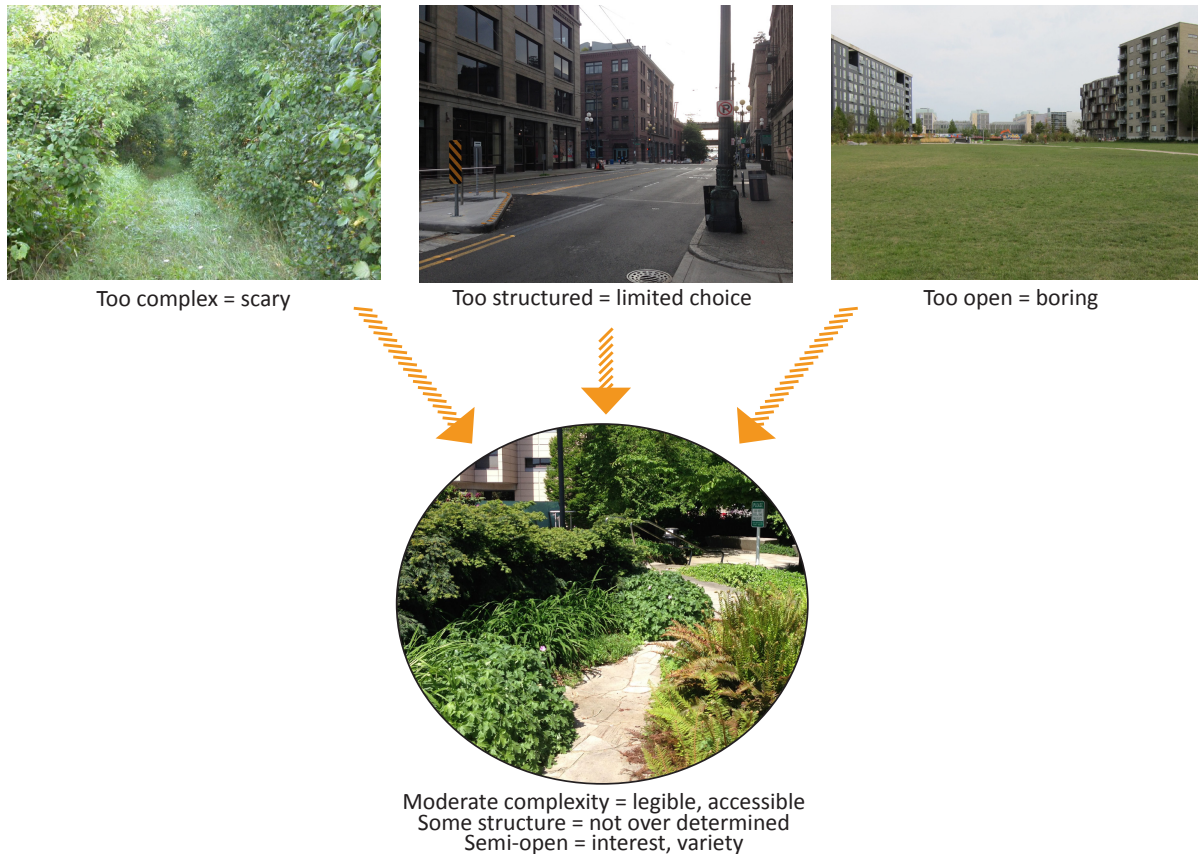 Too complex = scary
Too structured = limited choice
Too open = boring
Moderate complexity = legible, accessible
Some structure = not over determined
Semi-open = interest, variety